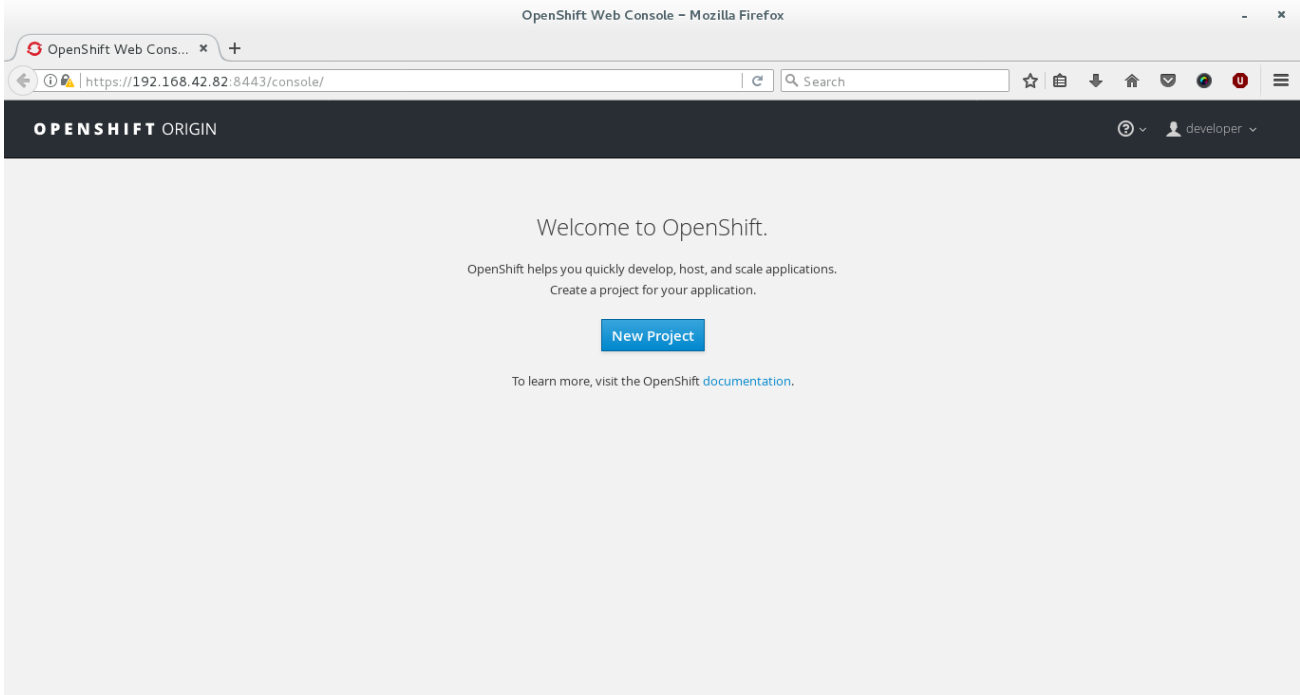 OpenShift Web Console – Mozilla Firefox
OpenShift Web Cons...
https://192.168.42.82:8443/console/
Search
OPENSHIFT ORIGIN
developer
Welcome to OpenShift.
OpenShift helps you quickly develop, host, and scale applications.
Create a project for your application.
New Project
To learn more, visit the OpenShift documentation.